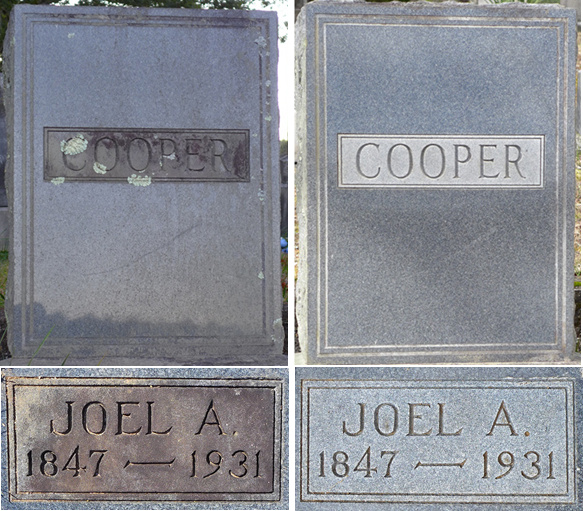 COOPER
COOPER
JOEL A.
1847 — 1931
JOEL A.
1847 — 1931